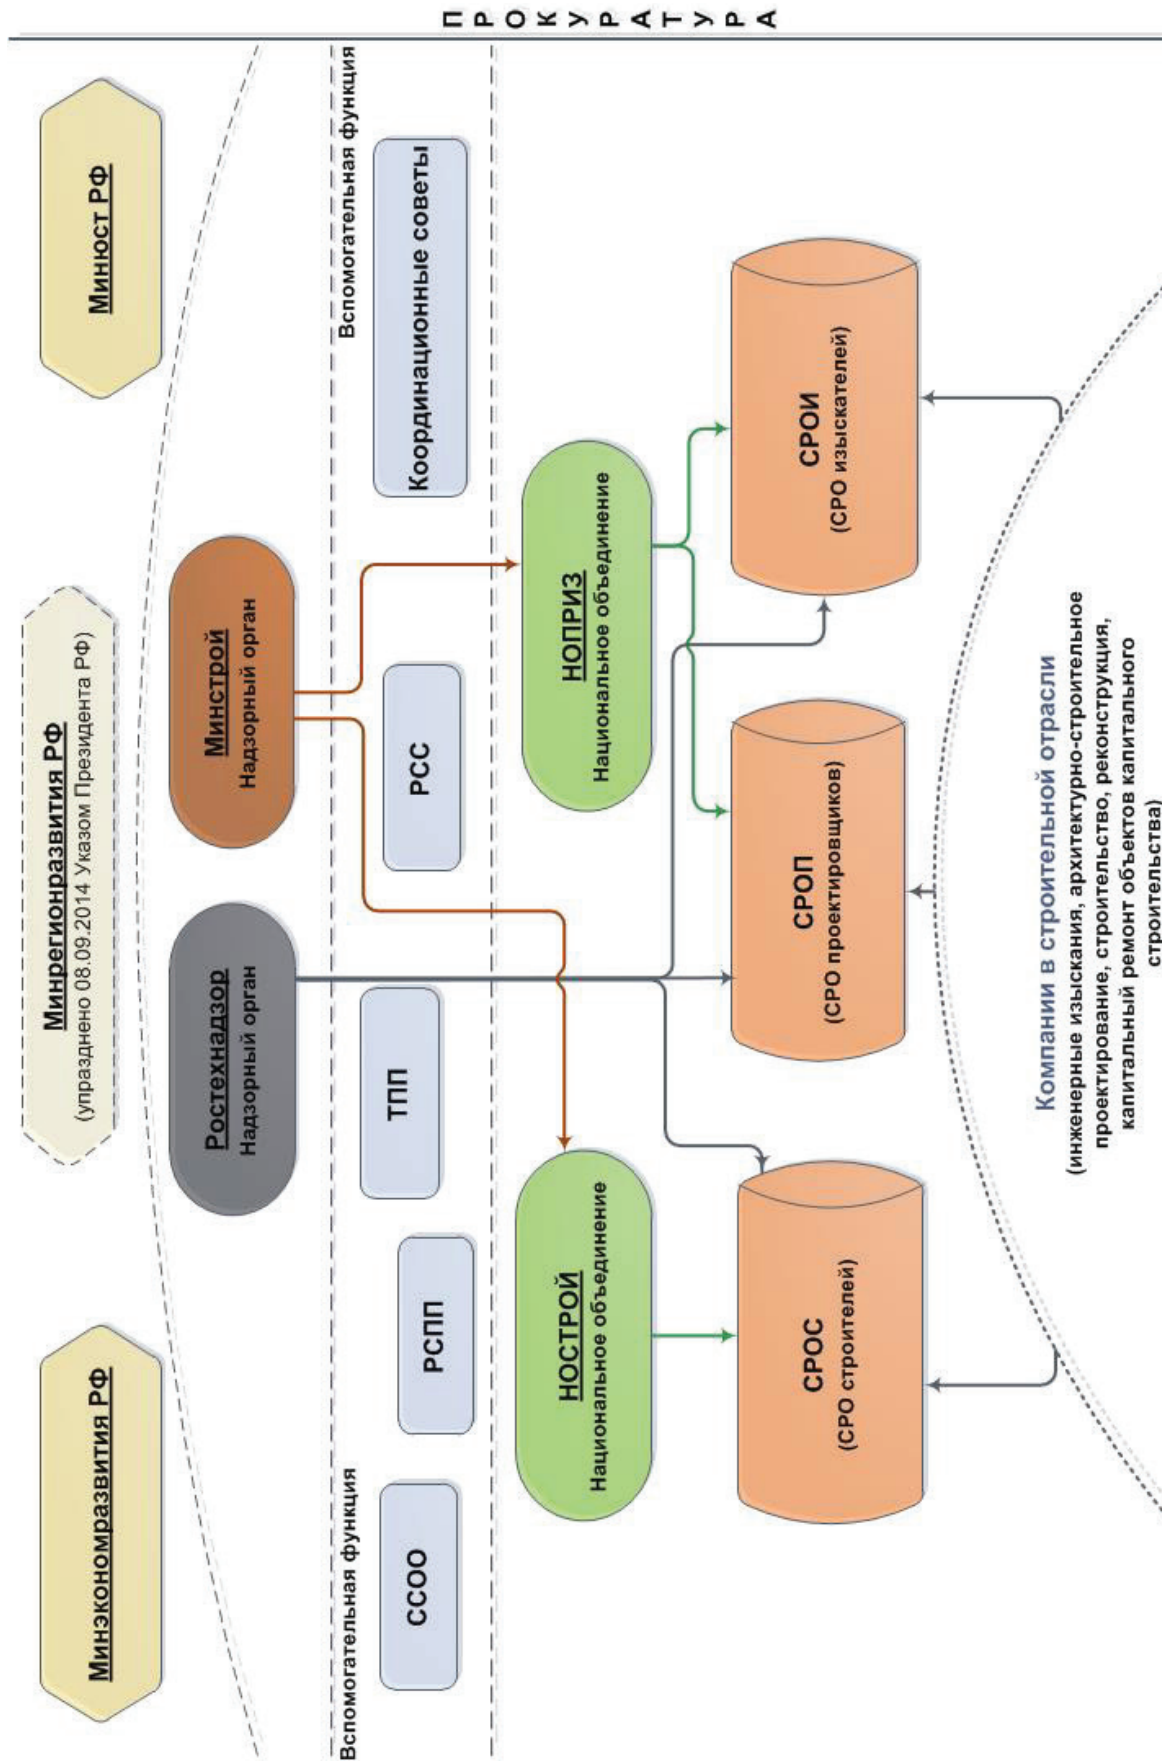 Минрегионразвития РФ
(упразднено 08.09.2014 Указом Президента РФ)
Минэкономразвития РФ
Минюст РФ
Ростехнадзор
Надзорный орган
Минстрой
Надзорный орган
Вспомогательная функция
Вспомогательная функция
ССОО
РСПП
ТПП
РСС
Координационные советы
НОСТРОЙ
Национальное объединение
НОПРИЗ
Национальное объединение
СРОС
(СРО строителей)
СРОП
(СРО проектировщиков)
СРОИ
(СРО изыскателей)
Компании в строительной отрасли
(инженерные изыскания, архитектурно-строительное
проектирование, строительство, реконструкция,
капитальный ремонт объектов капитального
строительства)
ПРОКУРАТУРА